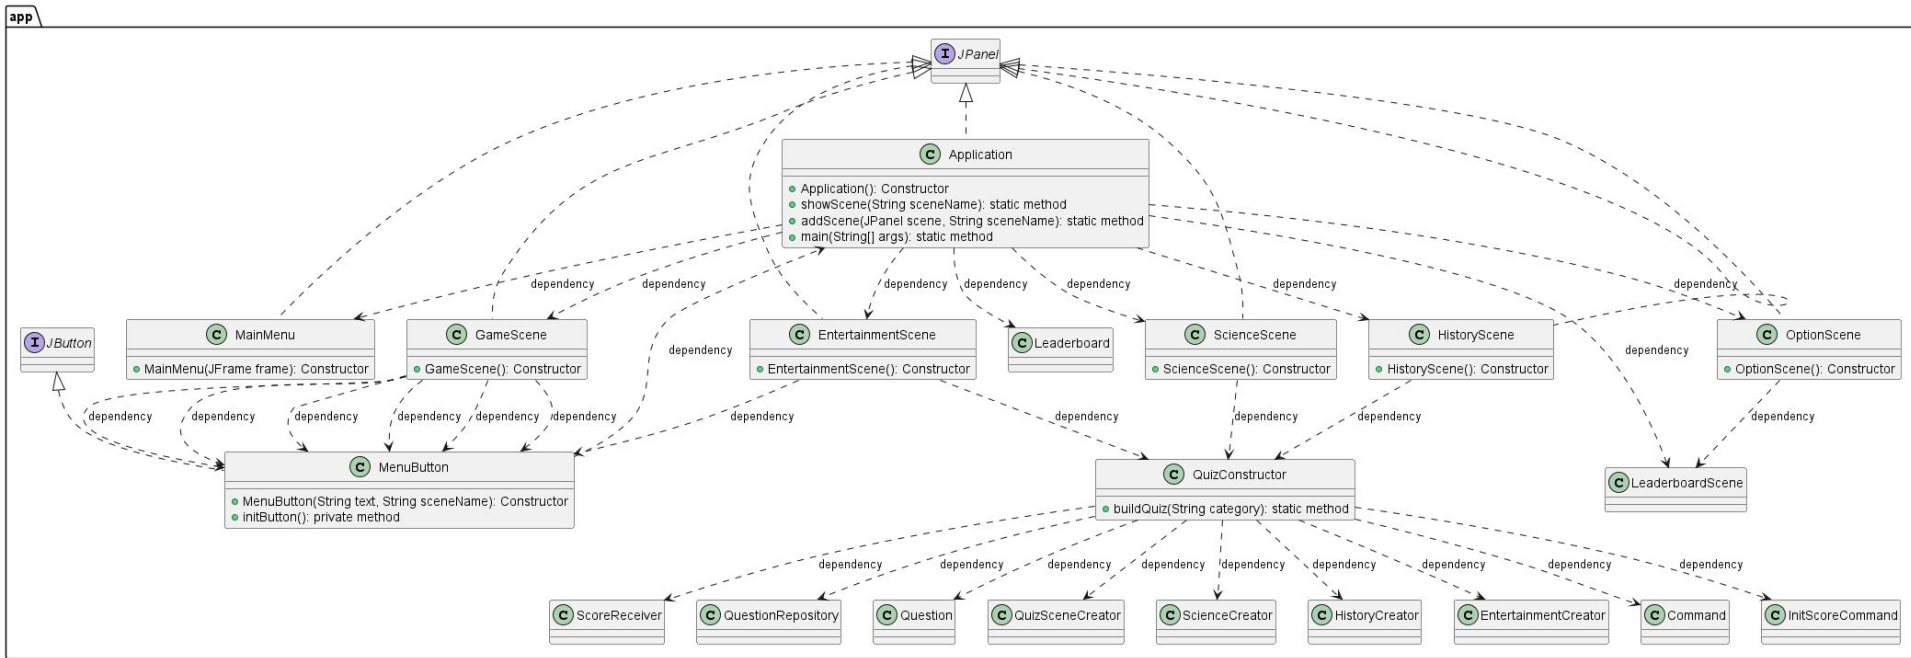 app
I JPanel
C Application
Application(): Constructor
showScene(String sceneName): static method
addScene(JPanel scene, String sceneName): static method
main(String[] args): static method
dependency
dependency
dependency
dependency
dependency
dependency
dependency
I JButton
C MainMenu
MainMenu(JFrame frame): Constructor
C GameScene
GameScene(): Constructor
C EntertainmentScene
EntertainmentScene(): Constructor
C Leaderboard
C ScienceScene
ScienceScene(): Constructor
C HistoryScene
HistoryScene(): Constructor
C OptionScene
OptionScene(): Constructor
dependency
dependency
dependency
dependency
dependency
dependency
dependency
dependency
dependency
dependency
dependency
dependency
dependency
dependency
C MenuButton
MenuButton(String text, String sceneName): Constructor
initButton(): private method
C QuizConstructor
buildQuiz(String category): static method
C LeaderboardScene
dependency
dependency
dependency
dependency
dependency
dependency
dependency
dependency
dependency
C ScoreReceiver
C QuestionRepository
C Question
C QuizSceneCreator
C ScienceCreator
C HistoryCreator
C EntertainmentCreator
C Command
C InitScoreCommand